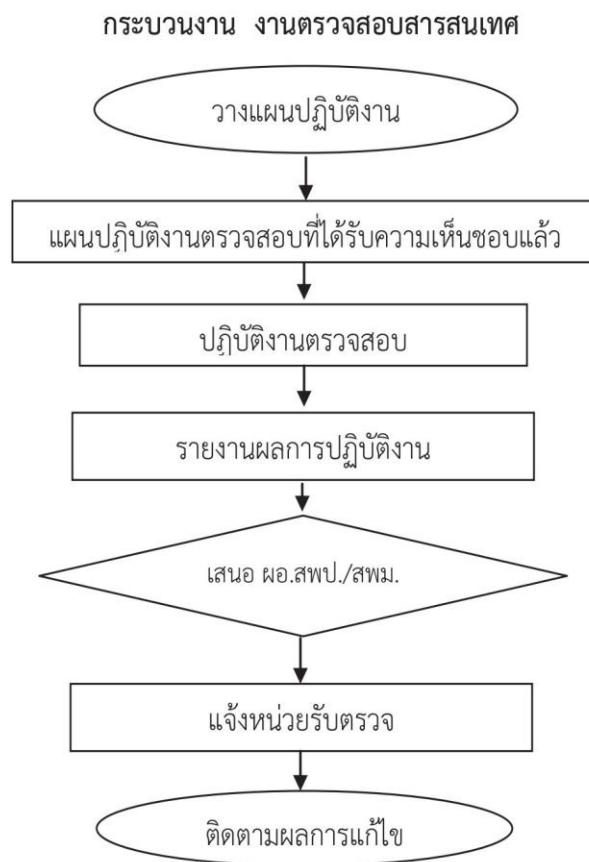 กระบวนงาน งานตรวจสอบสารสนเทศ
วางแผนปฏิบัติงาน
แผนปฏิบัติงานตรวจสอบที่ได้รับความเห็นชอบแล้ว
ปฏิบัติงานตรวจสอบ
รายงานผลการปฏิบัติงาน
เสนอ ผอ.สพป./สพม.
แจ้งหน่วยรับตรวจ
ติดตามผลการแก้ไข